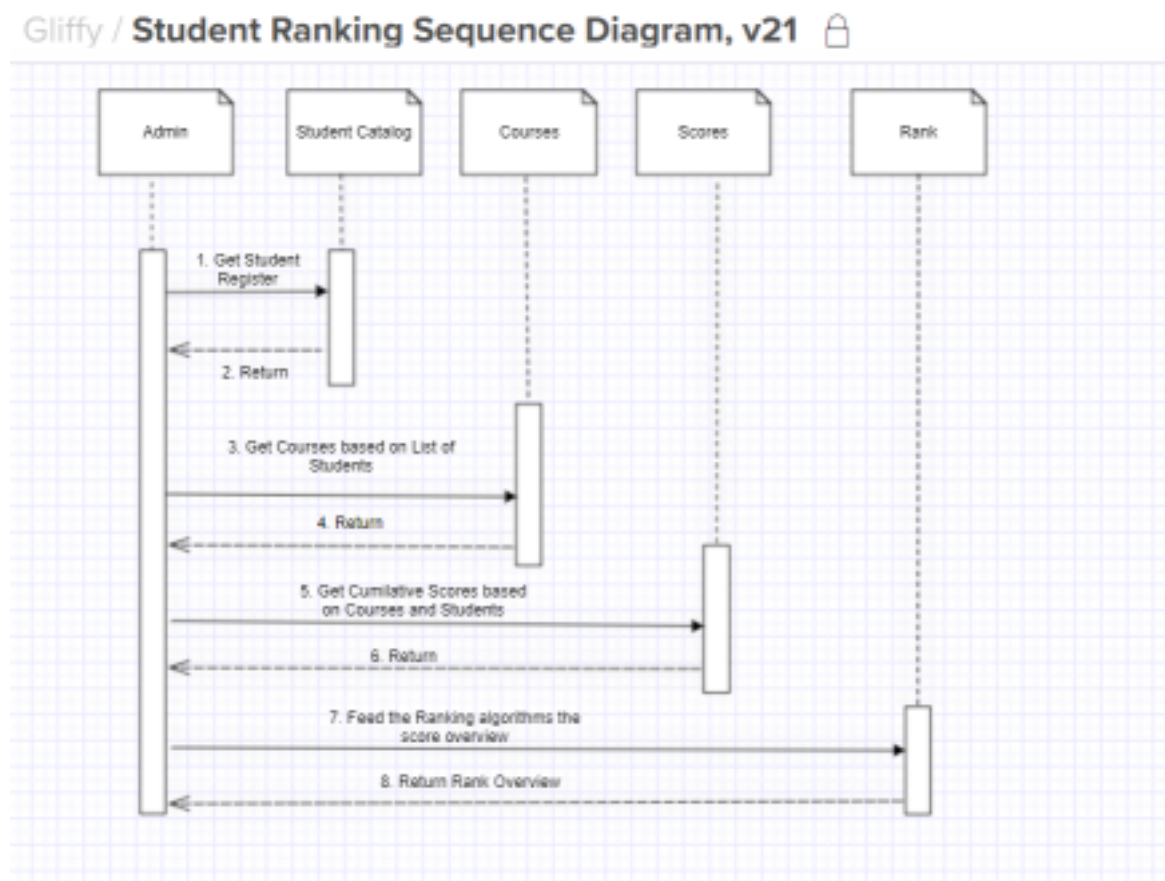 Gliffy / Student Ranking Sequence Diagram, v21
Admin
Student Catalog
Courses
Scores
Rank
1. Get Student
Register
2. Return
3. Get Courses based on List of
Students
4. Return
5. Get Cumilative Scores based
on Courses and Students
6. Return
7. Feed the Ranking algorithms the
score overview
8. Return Rank Overview